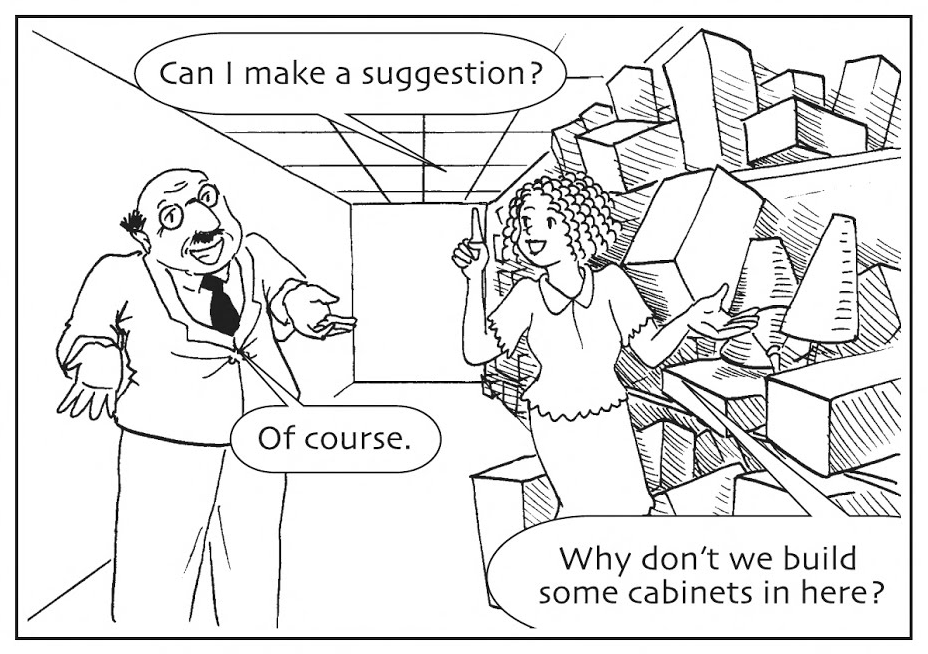 Can I make a suggestion?
Of course.
Why don't we build
some cabinets in here?